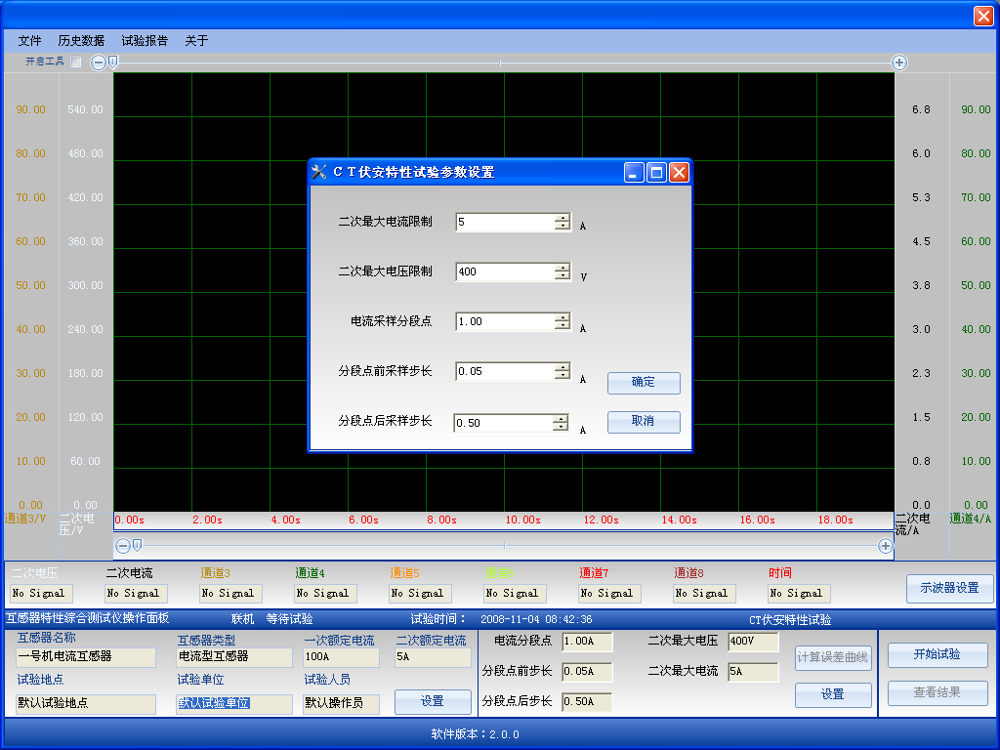 文件 历史数据 试验报告 关于
开启工具
90.00 540.00 6.8 90.00
80.00 480.00 6.0 80.00
70.00 420.00 5.3 70.00
60.00 360.00 4.5 60.00
50.00 300.00 3.8 50.00
40.00 240.00 3.0 40.00
30.00 180.00 2.3 30.00
20.00 120.00 1.5 20.00
10.00 60.00 0.8 10.00
0.00 0.00 0.0 0.00
通道3/V 二次电压/V 二次电流/A 通道4/A
0.00s 2.00s 4.00s 6.00s 8.00s 10.00s 12.00s 14.00s 16.00s 18.00s
CT伏安特性试验参数设置
二次最大电流限制 5 A
二次最大电压限制 400 V
电流采样分段点 1.00 A
分段点前采样步长 0.05 A
确定
分段点后采样步长 0.50 A
取消
二次电压 二次电流 通道3 通道4 通道5 通道6 通道7 通道8 时间
No Signal No Signal No Signal No Signal No Signal No Signal No Signal No Signal No Signal
示波器设置
互感器特性综合测试仪操作面板 联机 等待试验 试验时间： 2008-11-04 08:42:36 CT伏安特性试验
互感器名称 互感器类型 一次额定电流 二次额定电流
一号机电流互感器 电流型互感器 100A 5A
试验地点 试验单位 试验人员
默认试验地点 默认试验单位 默认操作员 设置
电流分段点 1.00A 二次最大电压 400V
分段点前步长 0.05A 二次最大电流 5A
分段点后步长 0.50A
计算误差曲线
设置
开始试验
查看结果
软件版本：2.0.0